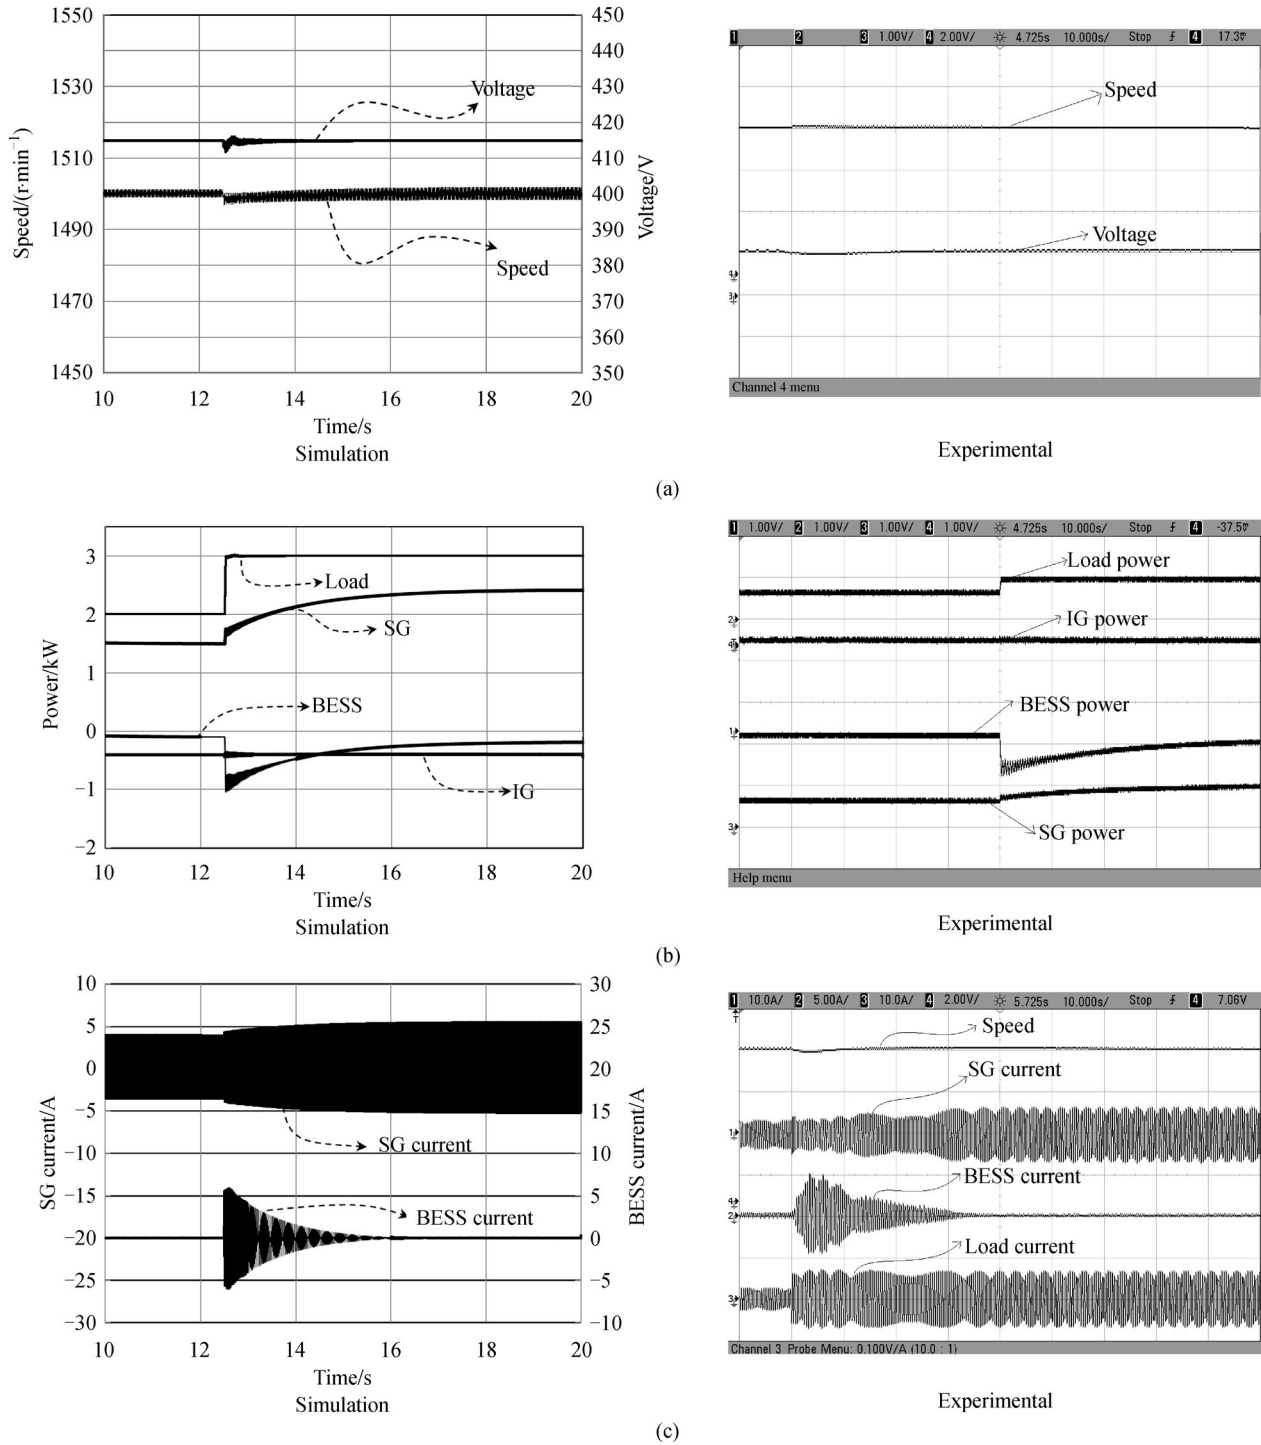 1550
1530
1510
1490
1470
1450
Speed/(r·min⁻¹)
450
440
430
420
410
400
390
380
370
360
350
Voltage/V
Voltage
Speed
10 12 14 16 18 20
Time/s
Simulation
1 2 3 1.00V/ 4 2.00V/ 4.725s 10.000s/ Stop 4
Speed
Voltage
Channel 4 menu
Experimental
(a)
3
2
1
0
−1
−2
Power/kW
Load
SG
BESS
IG
10 12 14 16 18 20
Time/s
Simulation
1 1.00V/ 2 1.00V/ 3 1.00V/ 4 1.00V/ 4.725s 10.000s/ Stop 4
Load power
IG power
BESS power
SG power
Help menu
Experimental
(b)
10
5
0
−5
−10
−15
−20
−25
−30
SG current/A
30
25
20
15
10
5
0
−5
−10
BESS current/A
SG current
BESS current
10 12 14 16 18 20
Time/s
Simulation
1 10.0A/ 2 5.00A/ 3 10.0A/ 4 2.00V/ 5.725s 10.000s/ Stop 4 7.06V
Speed
SG current
BESS current
Load current
Channel 3 Probe Menu: 0.100V/A (10.0 : 1)
Experimental
(c)